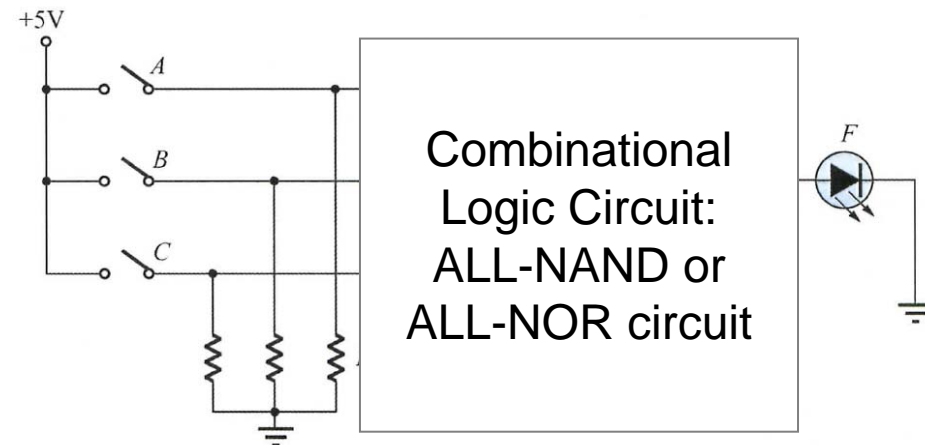 +5V
A
B
C
Combinational
Logic Circuit:
ALL-NAND or
ALL-NOR circuit
F